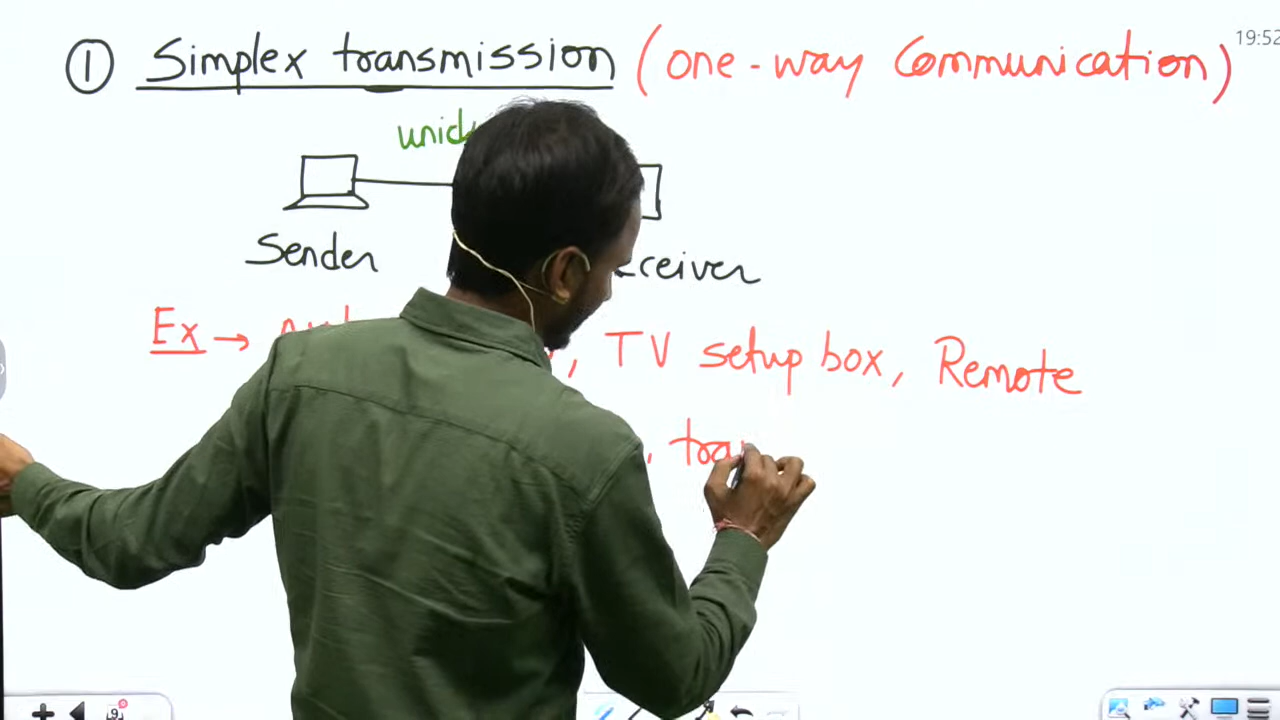 ① Simplex transmission (one-way Communication)
19:52
Sender
Ex → , TV setup box, Remote